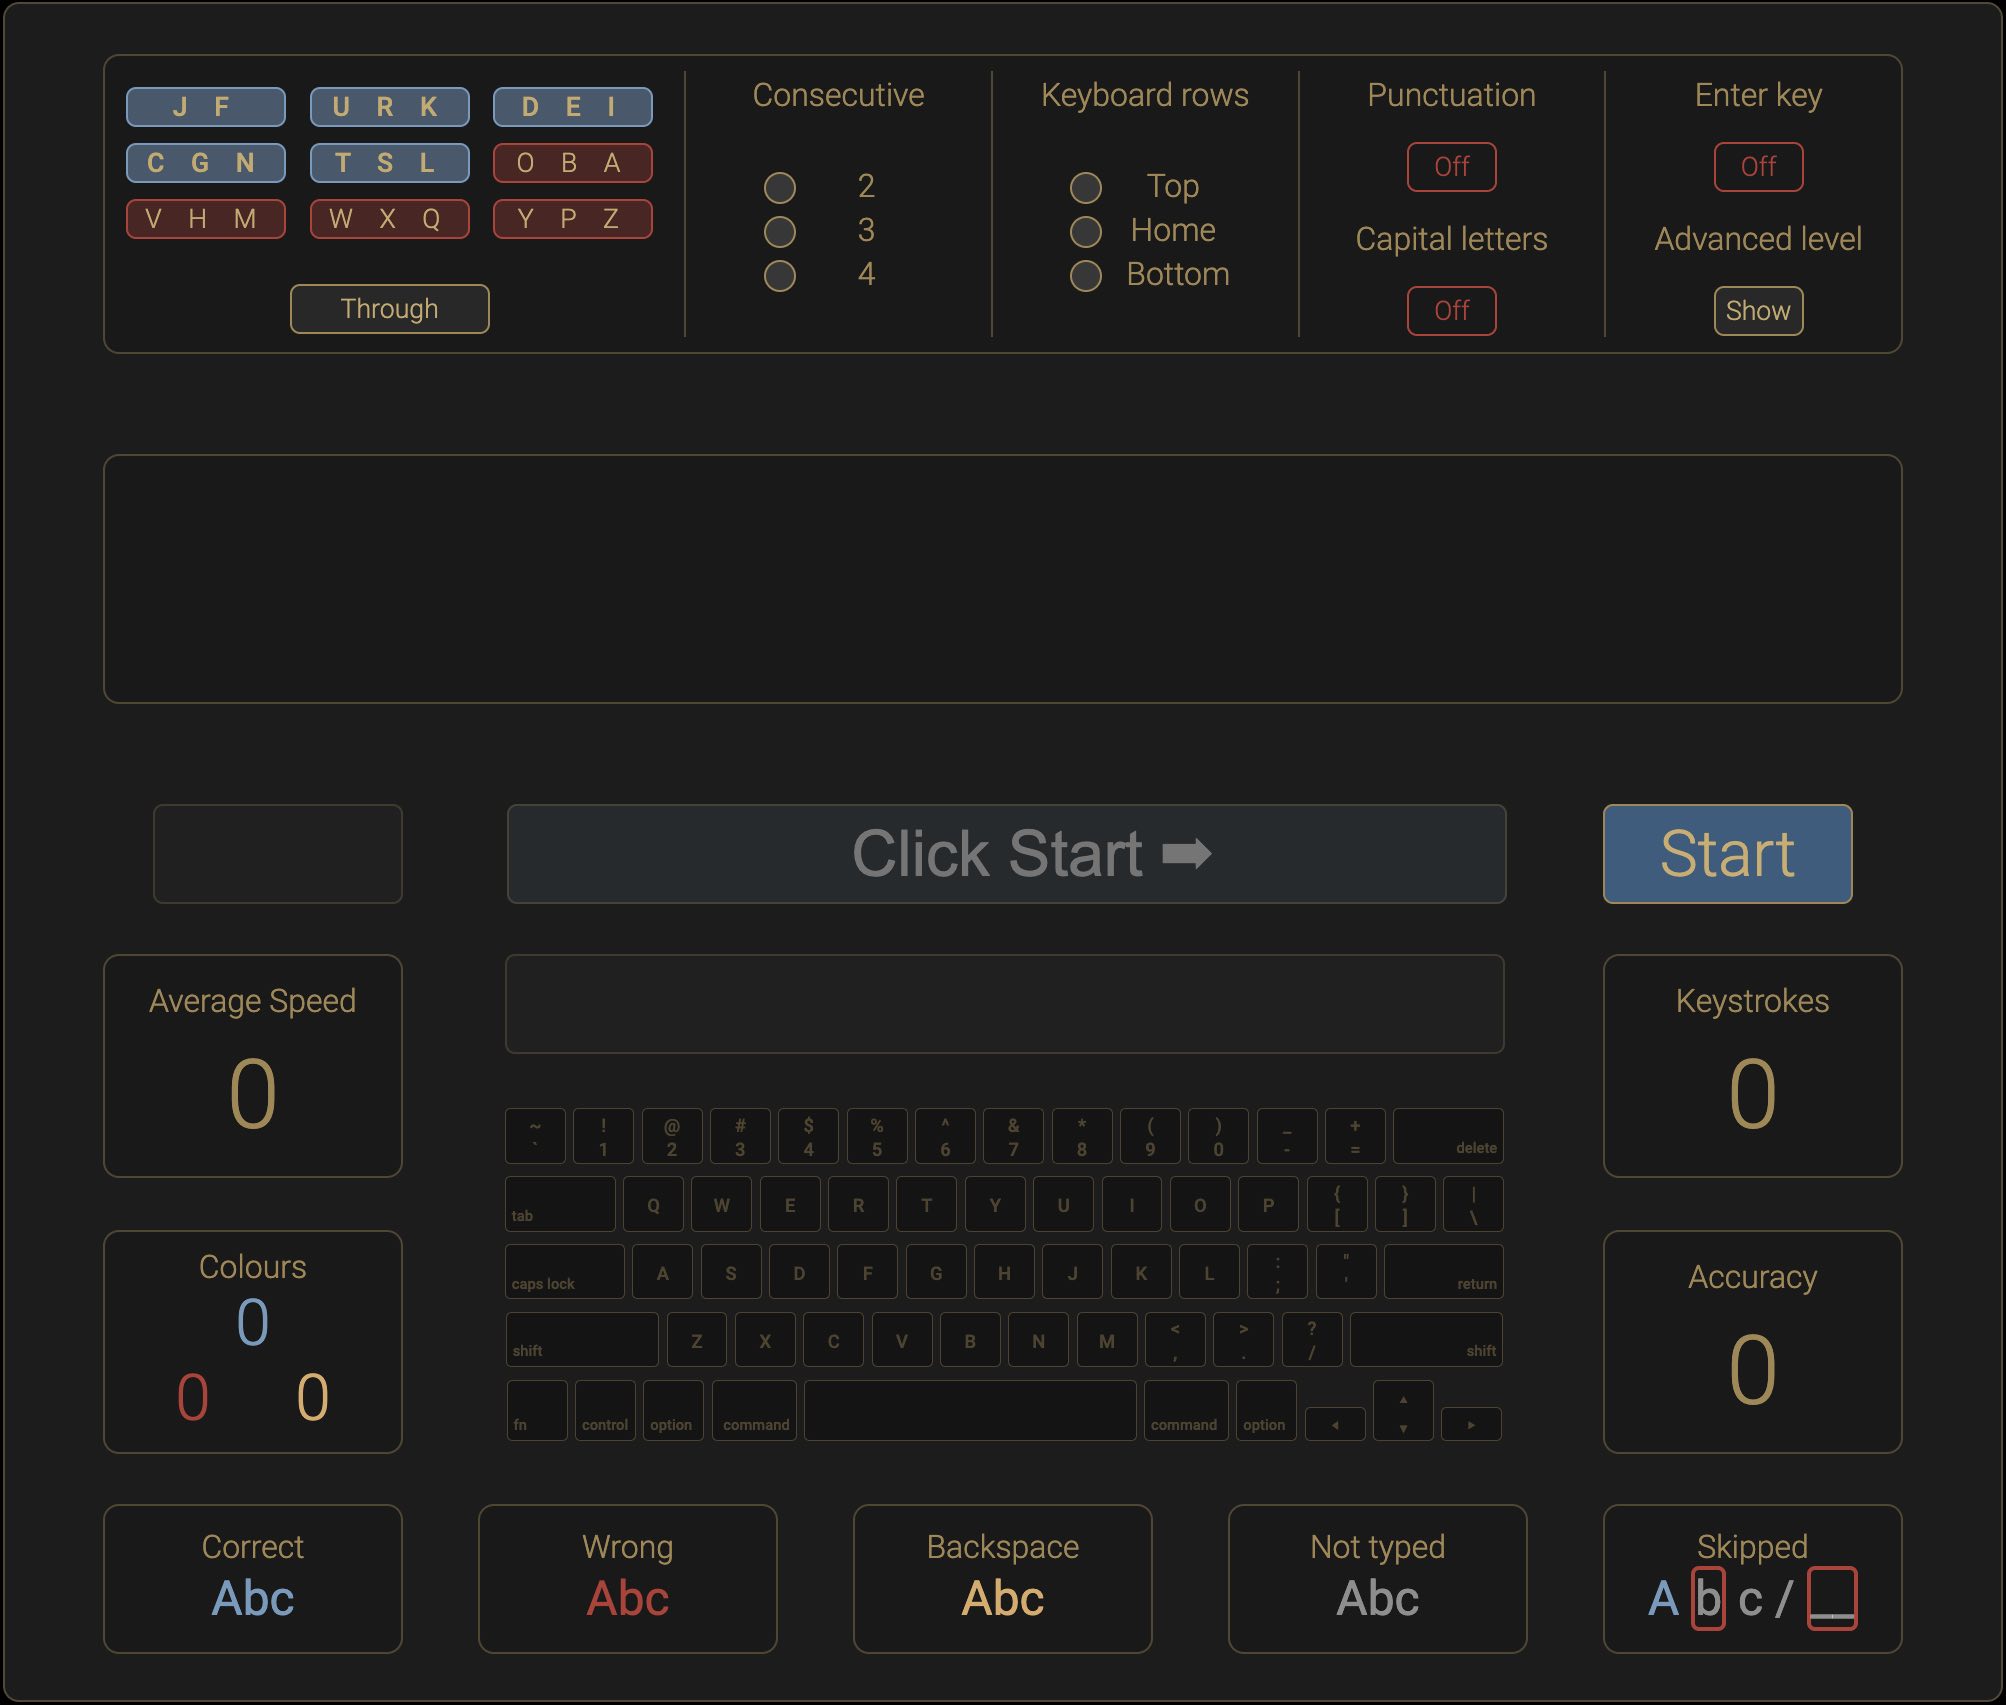 J F
U R K
D E I
C G N
T S L
O B A
V H M
W X Q
Y P Z
Through
Consecutive
2
3
4
Keyboard rows
Top
Home
Bottom
Punctuation
Off
Capital letters
Off
Enter key
Off
Advanced level
Show
Click Start ➡
Start
Average Speed
0
Keystrokes
0
Colours
0
0 0
Accuracy
0
~ ! @ # $ % ^ & * ( ) _ +
` 1 2 3 4 5 6 7 8 9 0 - = delete
tab Q W E R T Y U I O P { [ } ] | \
caps lock A S D F G H J K L : ; " ' return
shift Z X C V B N M < , > . ? / shift
fn control option command command option ◂ ▴ ▾ ▸
Correct
Abc
Wrong
Abc
Backspace
Abc
Not typed
Abc
Skipped
A b c / _